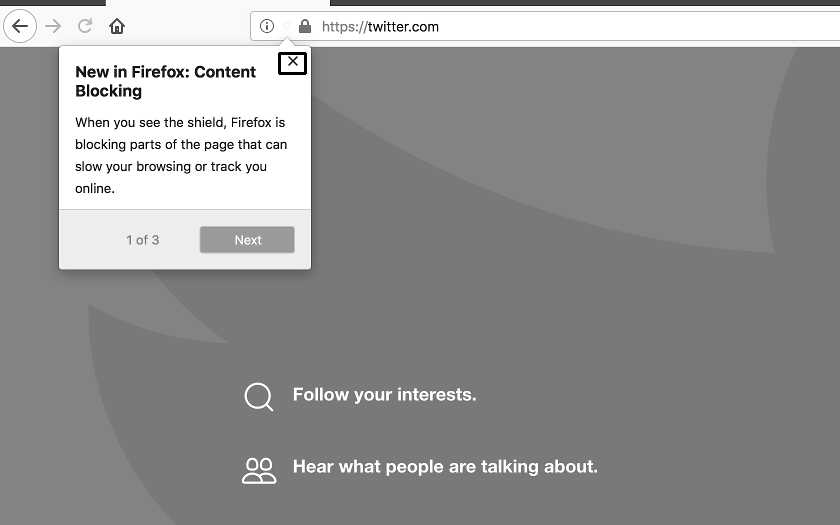 https://twitter.com
New in Firefox: Content
Blocking
When you see the shield, Firefox is
blocking parts of the page that can
slow your browsing or track you
online.
1 of 3
Next
Follow your interests.
Hear what people are talking about.